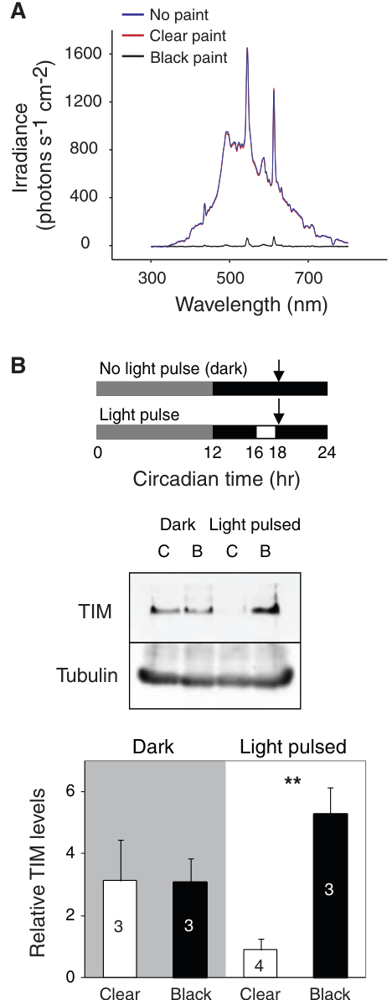 A
No paint
Clear paint
Black paint
1600
1200
800
400
0
Irradiance
(photons s-1 cm-2)
300 500 700
Wavelength (nm)
B
No light pulse (dark)
Light pulse
0 12 16 18 24
Circadian time (hr)
Dark Light pulsed
C B C B
TIM
Tubulin
Dark Light pulsed
**
6
4
2
0
Relative TIM levels
3 3 4 3
Clear Black Clear Black